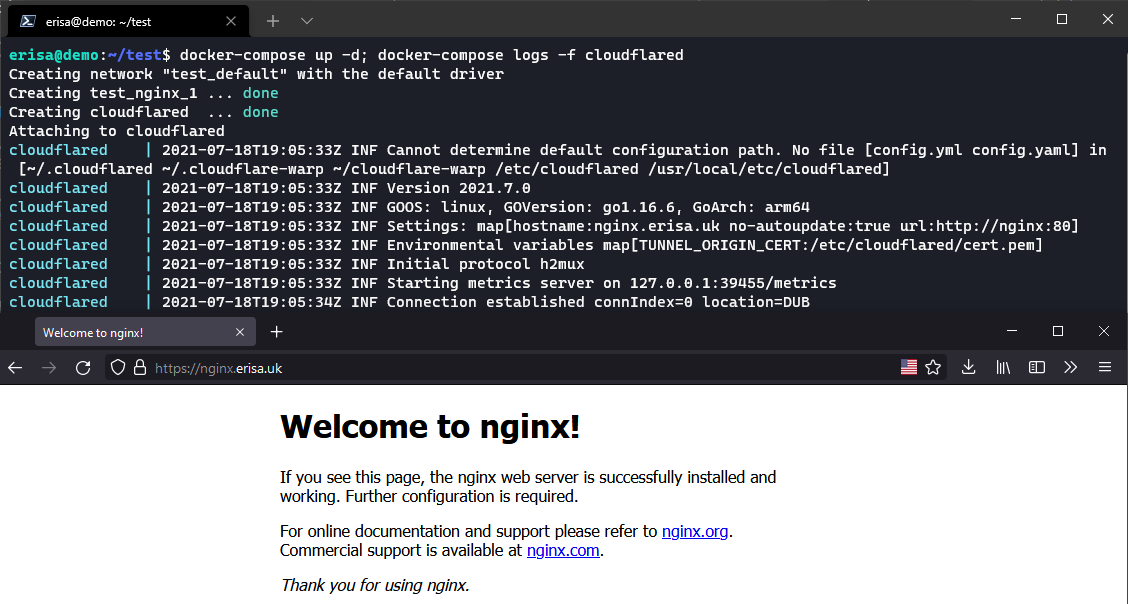 erisa@demo: ~/test
erisa@demo:~/test$ docker-compose up -d; docker-compose logs -f cloudflared
Creating network "test_default" with the default driver
Creating test_nginx_1 ... done
Creating cloudflared  ... done
Attaching to cloudflared
cloudflared    | 2021-07-18T19:05:33Z INF Cannot determine default configuration path. No file [config.yml config.yaml] in
[~/.cloudflared ~/.cloudflare-warp ~/cloudflare-warp /etc/cloudflared /usr/local/etc/cloudflared]
cloudflared    | 2021-07-18T19:05:33Z INF Version 2021.7.0
cloudflared    | 2021-07-18T19:05:33Z INF GOOS: linux, GOVersion: go1.16.6, GoArch: arm64
cloudflared    | 2021-07-18T19:05:33Z INF Settings: map[hostname:nginx.erisa.uk no-autoupdate:true url:http://nginx:80]
cloudflared    | 2021-07-18T19:05:33Z INF Environmental variables map[TUNNEL_ORIGIN_CERT:/etc/cloudflared/cert.pem]
cloudflared    | 2021-07-18T19:05:33Z INF Initial protocol h2mux
cloudflared    | 2021-07-18T19:05:33Z INF Starting metrics server on 127.0.0.1:39455/metrics
cloudflared    | 2021-07-18T19:05:34Z INF Connection established connIndex=0 location=DUB
Welcome to nginx!
https://nginx.erisa.uk
Welcome to nginx!
If you see this page, the nginx web server is successfully installed and
working. Further configuration is required.
For online documentation and support please refer to nginx.org.
Commercial support is available at nginx.com.
Thank you for using nginx.